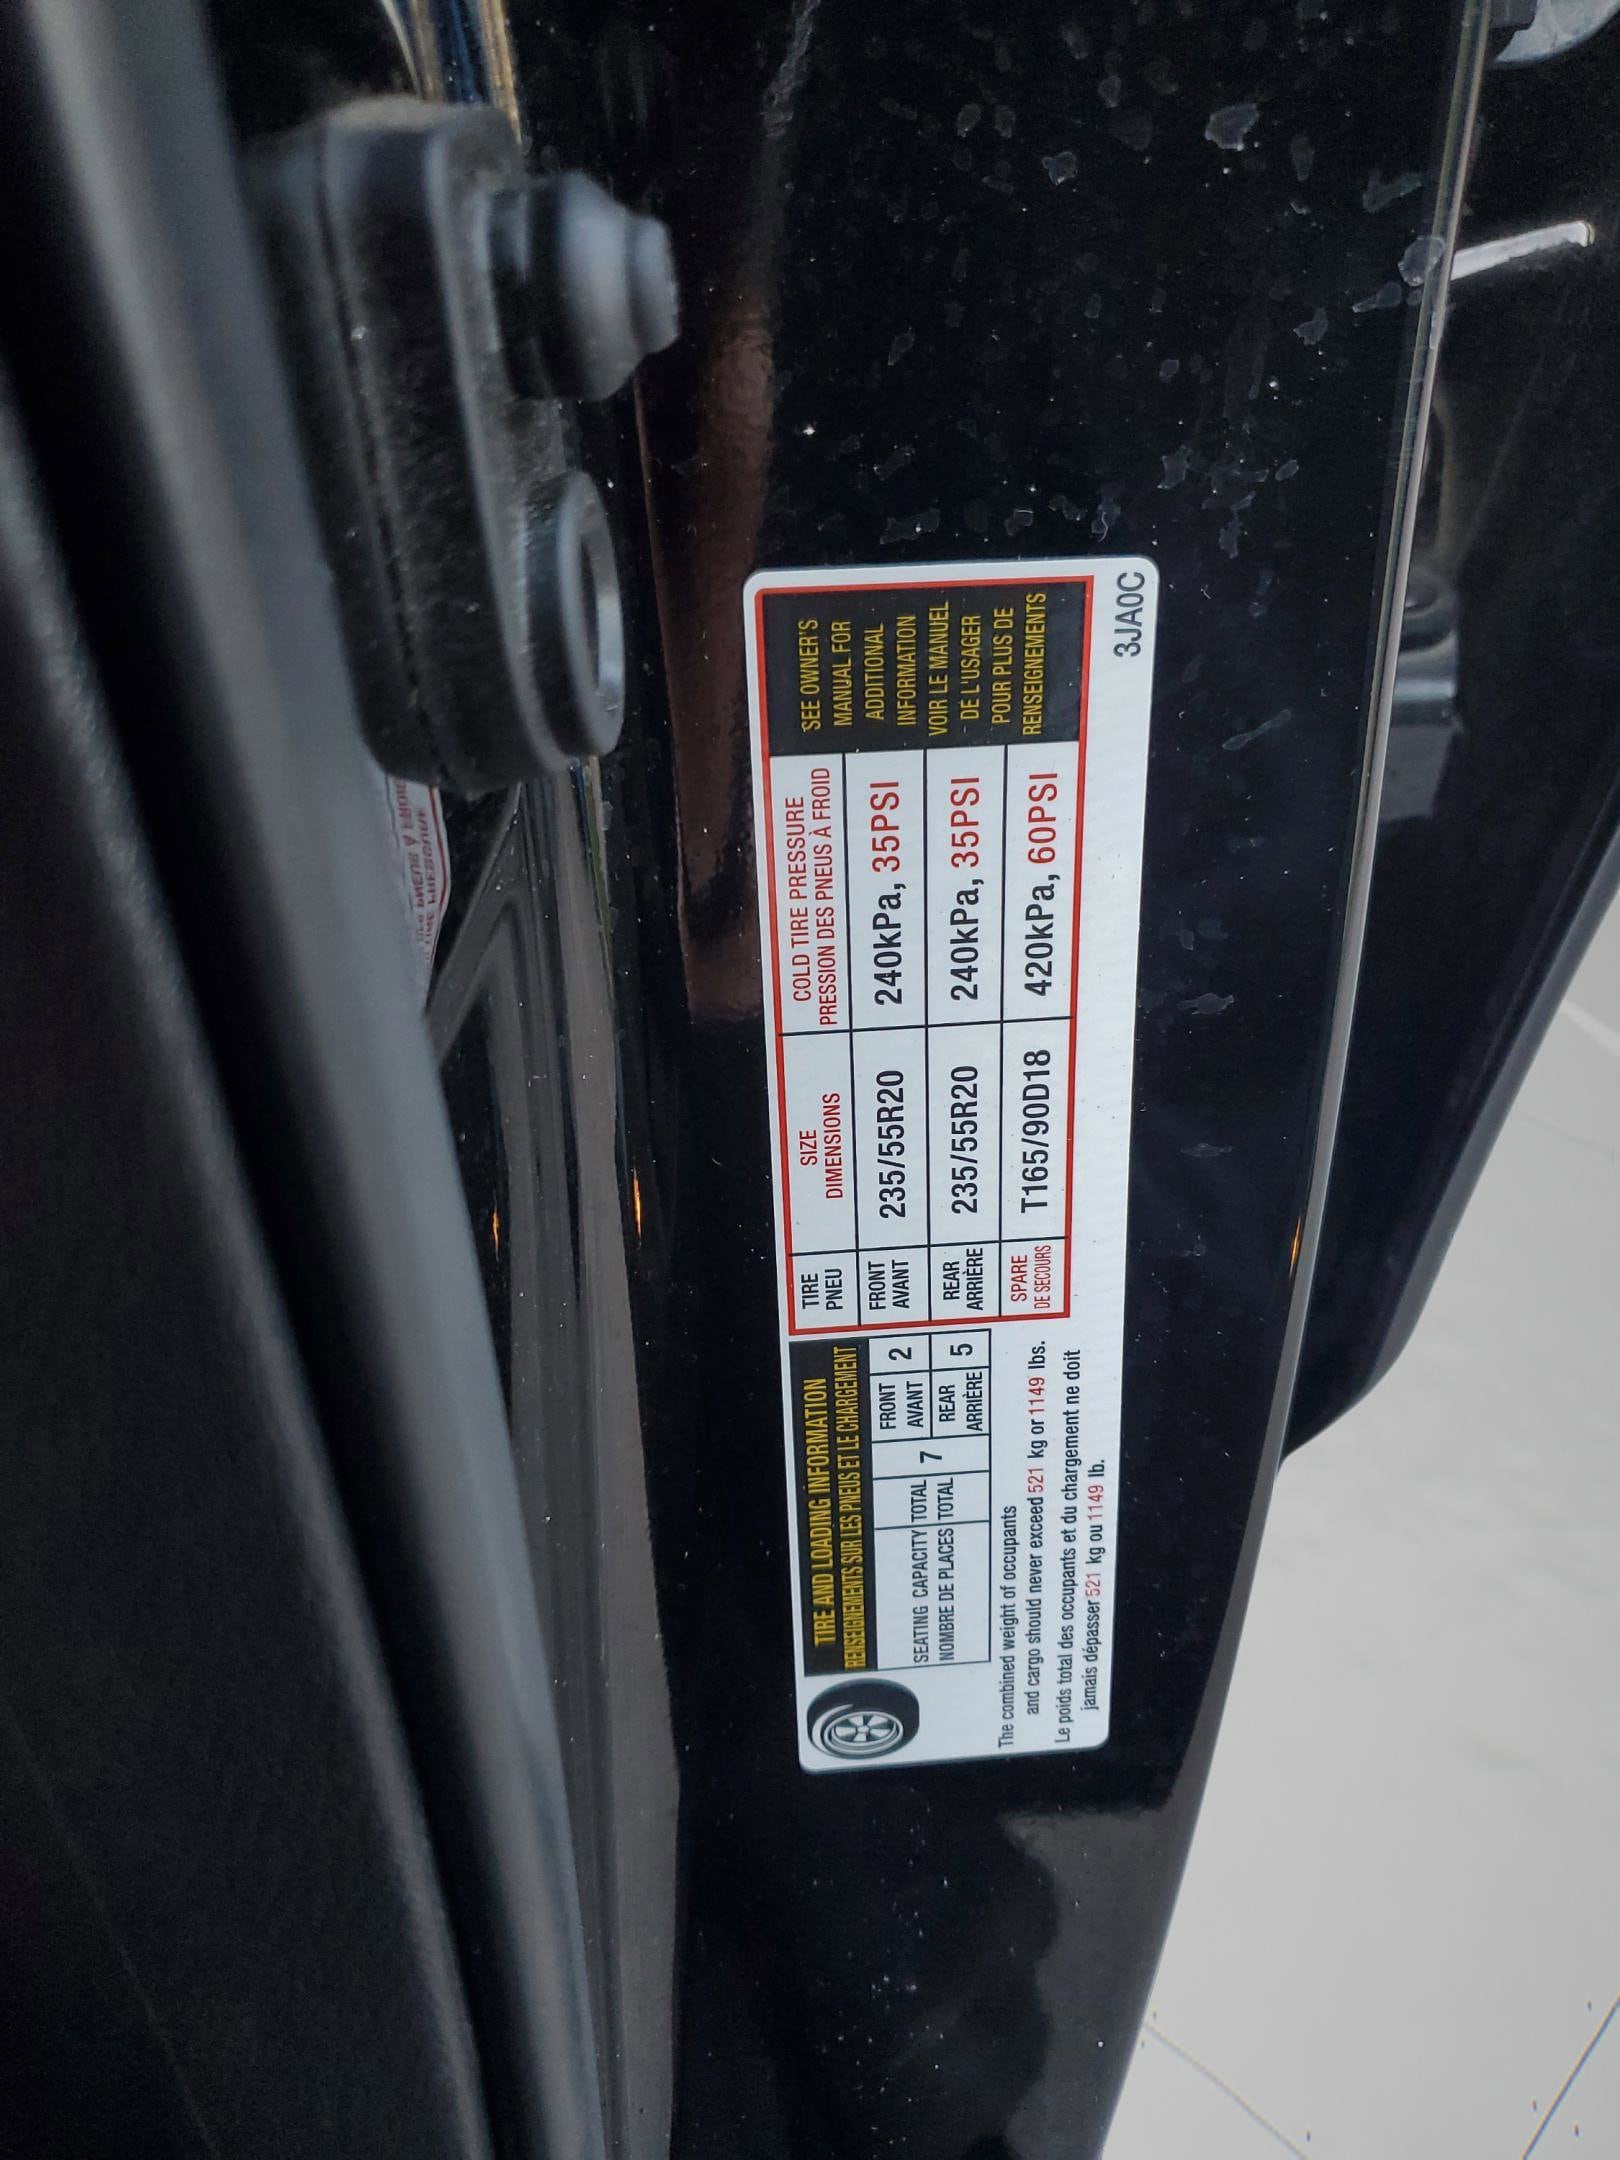 TIRE AND LOADING INFORMATION
RENSEIGNEMENTS SUR LES PNEUS ET LE CHARGEMENT
SEATING CAPACITY TOTAL 7 FRONT 2
NOMBRE DE PLACES TOTAL AVANT
REAR 5
ARRIÈRE
The combined weight of occupants
and cargo should never exceed 521 kg or 1149 lbs.
Le poids total des occupants et du chargement ne doit
jamais dépasser 521 kg ou 1149 lb.
TIRE SIZE COLD TIRE PRESSURE
PNEU DIMENSIONS PRESSION DES PNEUS À FROID
FRONT 235/55R20 240kPa, 35PSI
AVANT
REAR 235/55R20 240kPa, 35PSI
ARRIÈRE
SPARE T165/90D18 420kPa, 60PSI
DE SECOURS
SEE OWNER'S
MANUAL FOR
ADDITIONAL
INFORMATION
VOIR LE MANUEL
DE L'USAGER
POUR PLUS DE
RENSEIGNEMENTS
3JA0C